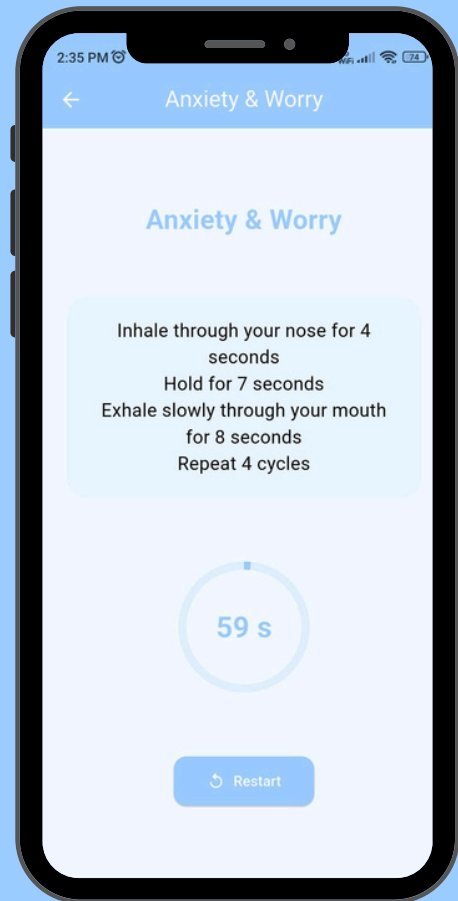 2:35 PM
74
Anxiety & Worry
Anxiety & Worry
Inhale through your nose for 4
seconds
Hold for 7 seconds
Exhale slowly through your mouth
for 8 seconds
Repeat 4 cycles
59 s
Restart